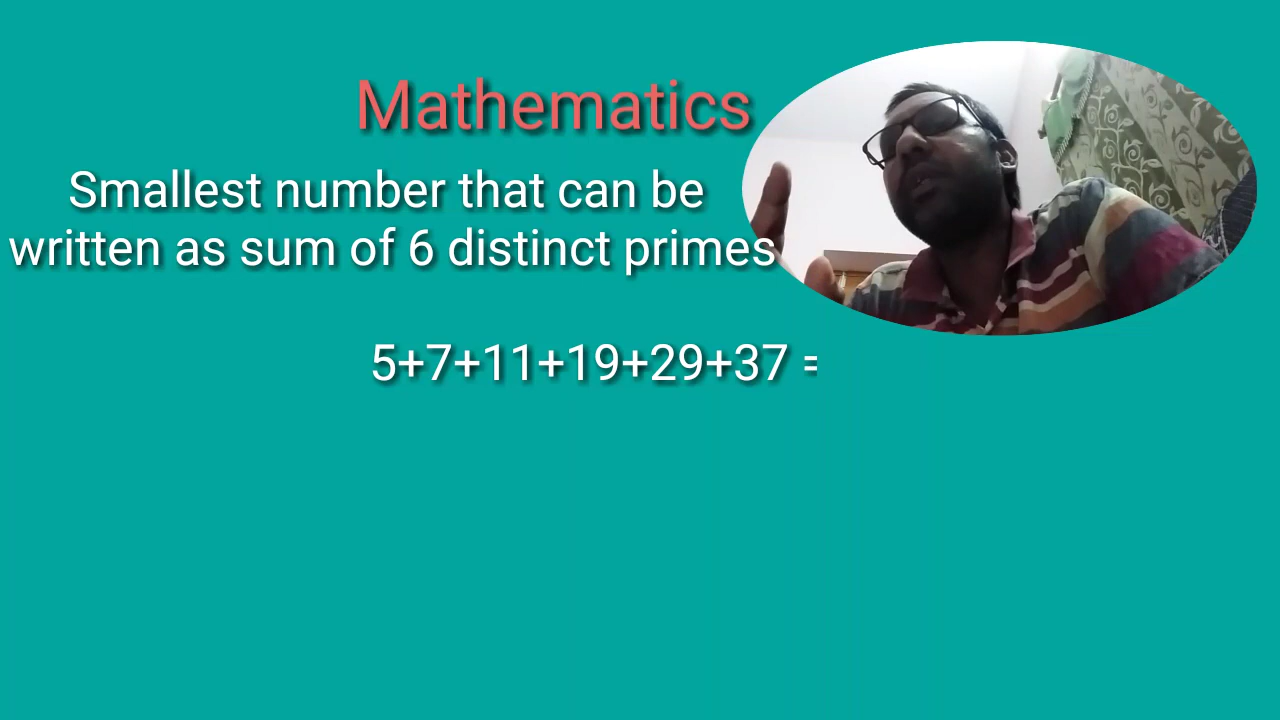 Mathematics
Smallest number that can be
written as sum of 6 distinct primes
5+7+11+19+29+37 =